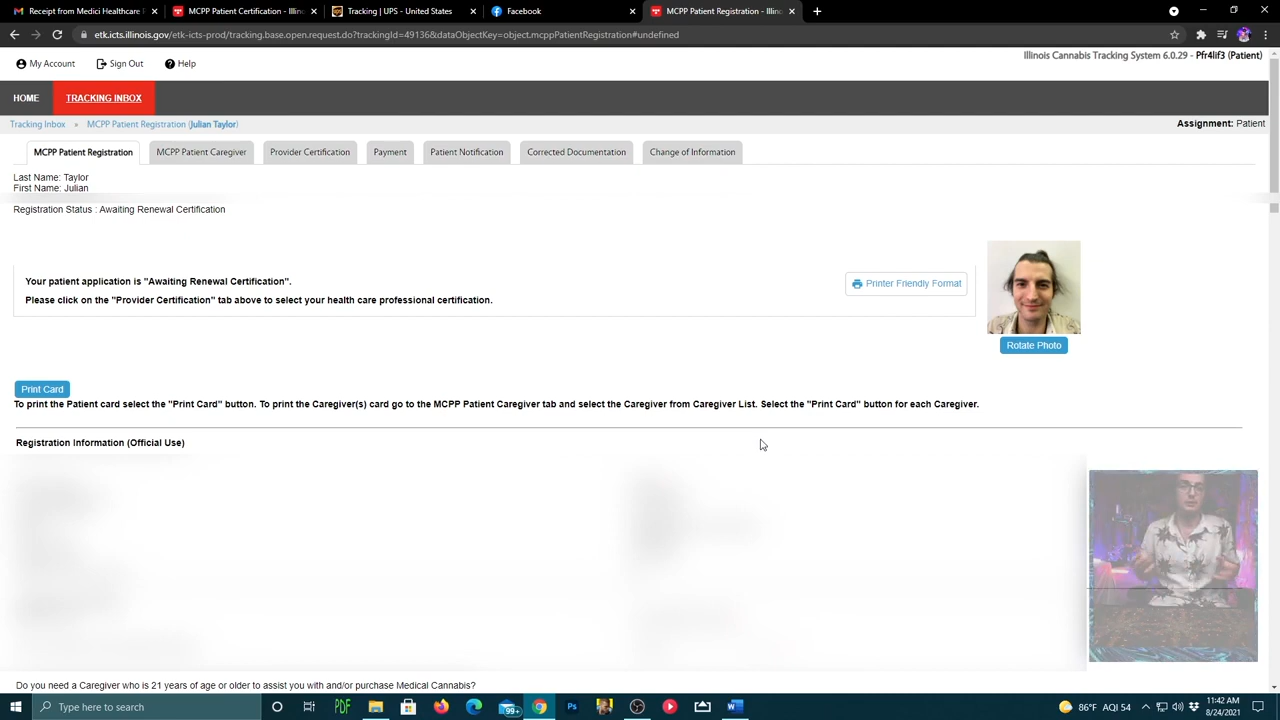 Receipt from Medical Healthcare F
MCPP Patient Certification - Illinoi
Tracking | UPS - United States
Facebook
MCPP Patient Registration - Illinoi
etk.icts.illinois.gov/etk-icts-prod/tracking.base.open.request.do?trackingId=49136&dataObjectKey=object.mcppPatientRegistration#undefined
My Account
Sign Out
Help
Illinois Cannabis Tracking System 6.0.29 - Pfr4lif3 (Patient)
HOME
TRACKING INBOX
Tracking Inbox » MCPP Patient Registration (Julian Taylor)
Assignment: Patient
MCPP Patient Registration
MCPP Patient Caregiver
Provider Certification
Payment
Patient Notification
Corrected Documentation
Change of Information
Last Name: Taylor
First Name: Julian
Registration Status : Awaiting Renewal Certification
Your patient application is "Awaiting Renewal Certification".
Please click on the "Provider Certification" tab above to select your health care professional certification.
Printer Friendly Format
Rotate Photo
Print Card
To print the Patient card select the "Print Card" button. To print the Caregiver(s) card go to the MCPP Patient Caregiver tab and select the Caregiver from Caregiver List. Select the "Print Card" button for each Caregiver.
Registration Information (Official Use)
Do you need a Caregiver who is 21 years of age or older to assist you with and/or purchase Medical Cannabis?
Type here to search
PDF
99+
Ps
86°F AQI 54
11:42 AM
8/24/2021